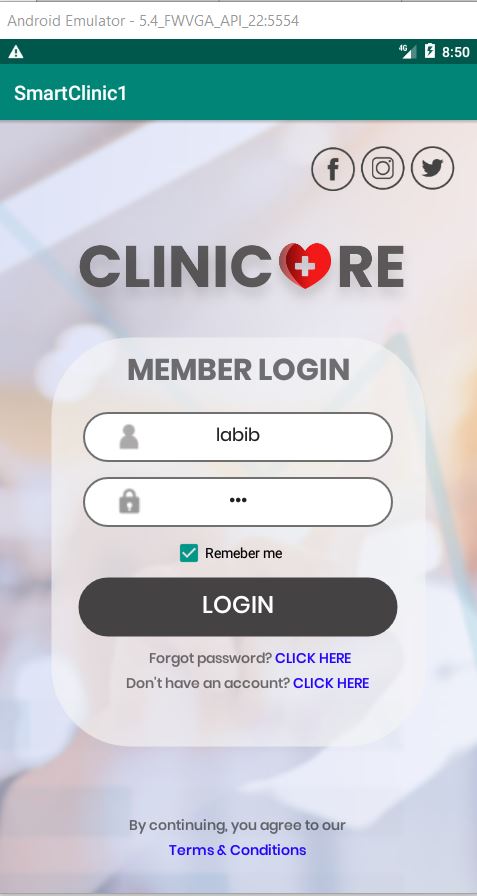 Android Emulator - 5.4_FWVGA_API_22:5554
4G 8:50
SmartClinic1
CLINIC RE
MEMBER LOGIN
labib
•••
Remeber me
LOGIN
Forgot password? CLICK HERE
Don't have an account? CLICK HERE
By continuing, you agree to our
Terms & Conditions